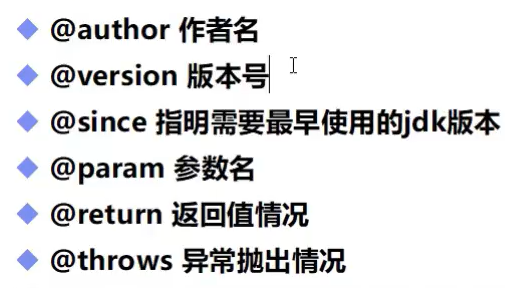 @author 作者名
@version 版本号
@since 指明需要最早使用的jdk版本
@param 参数名
@return 返回值情况
@throws 异常抛出情况